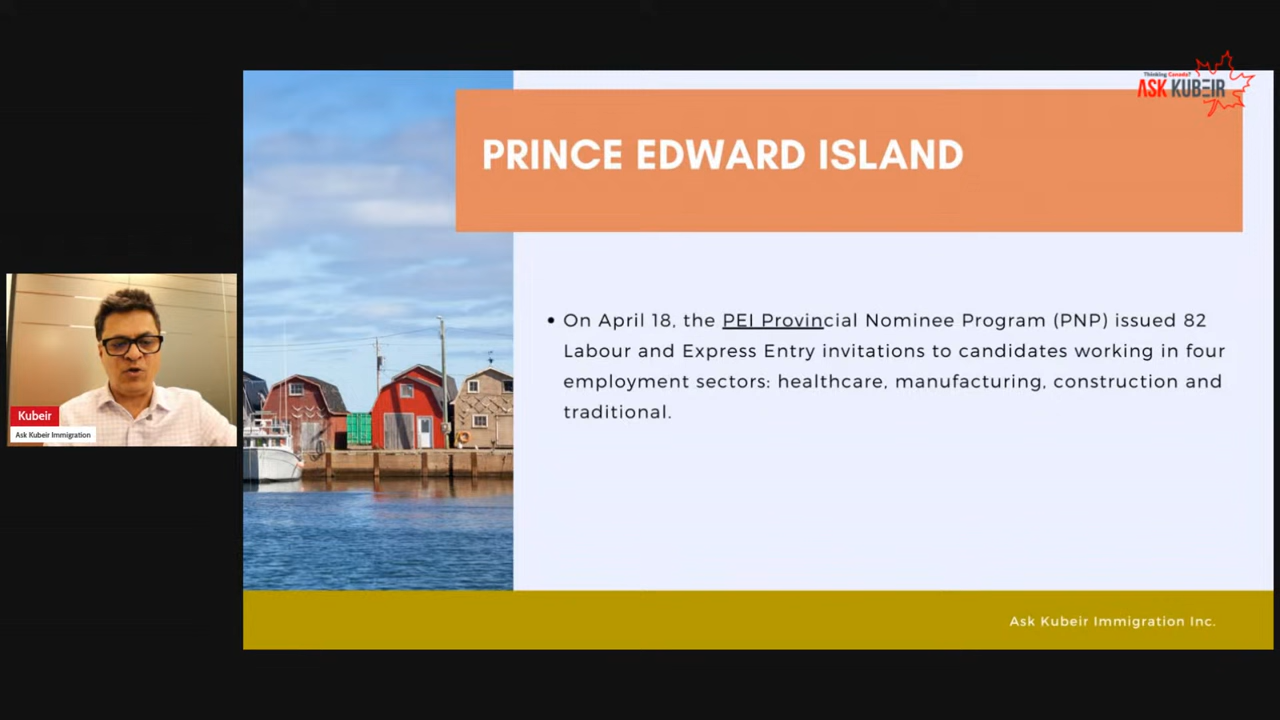 Thinking Canada?
ASK KUBEIR
PRINCE EDWARD ISLAND
• On April 18, the PEI Provincial Nominee Program (PNP) issued 82
Labour and Express Entry invitations to candidates working in four
employment sectors: healthcare, manufacturing, construction and
traditional.
Kubeir
Ask Kubeir Immigration
Ask Kubeir Immigration Inc.